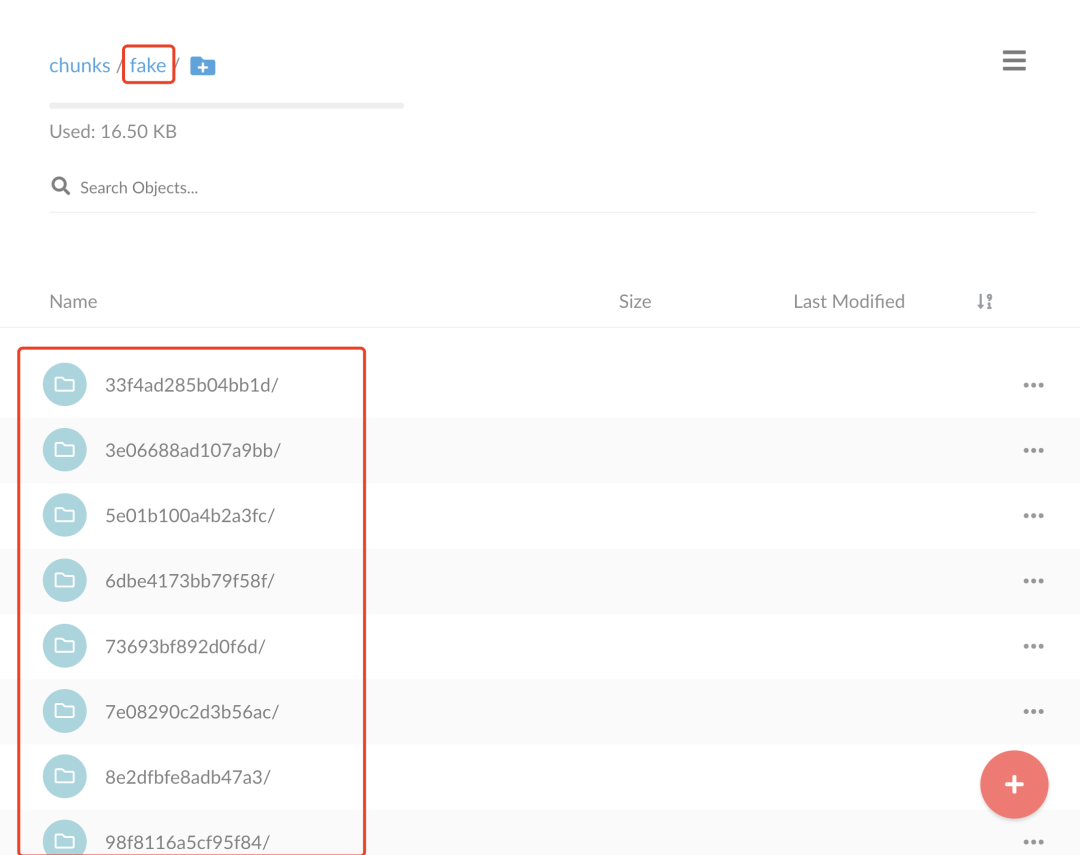 chunks / fake /
Used: 16.50 KB
Search Objects...
Name Size Last Modified
33f4ad285b04bb1d/
3e06688ad107a9bb/
5e01b100a4b2a3fc/
6dbe4173bb79f58f/
73693bf892d0f6d/
7e08290c2d3b56ac/
8e2dfbfe8adb47a3/
98f8116a5cf95f84/